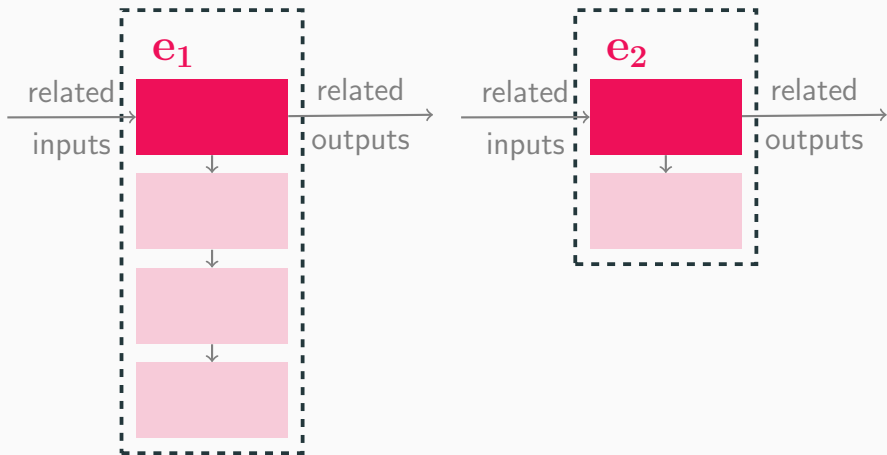 e₁
related
inputs
related
outputs
e₂
related
inputs
related
outputs